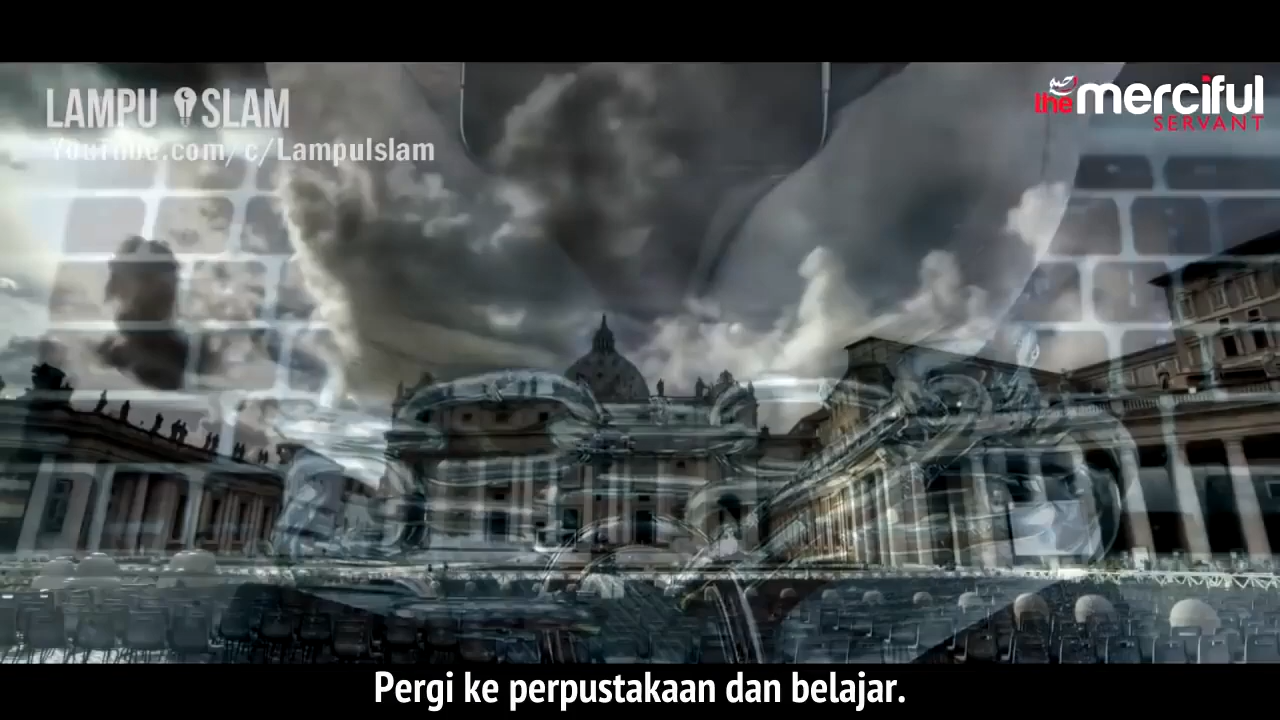 LAMPU ISLAM
YouTube.com/c/LampuIslam
the merciful
SERVANT
Pergi ke perpustakaan dan belajar.